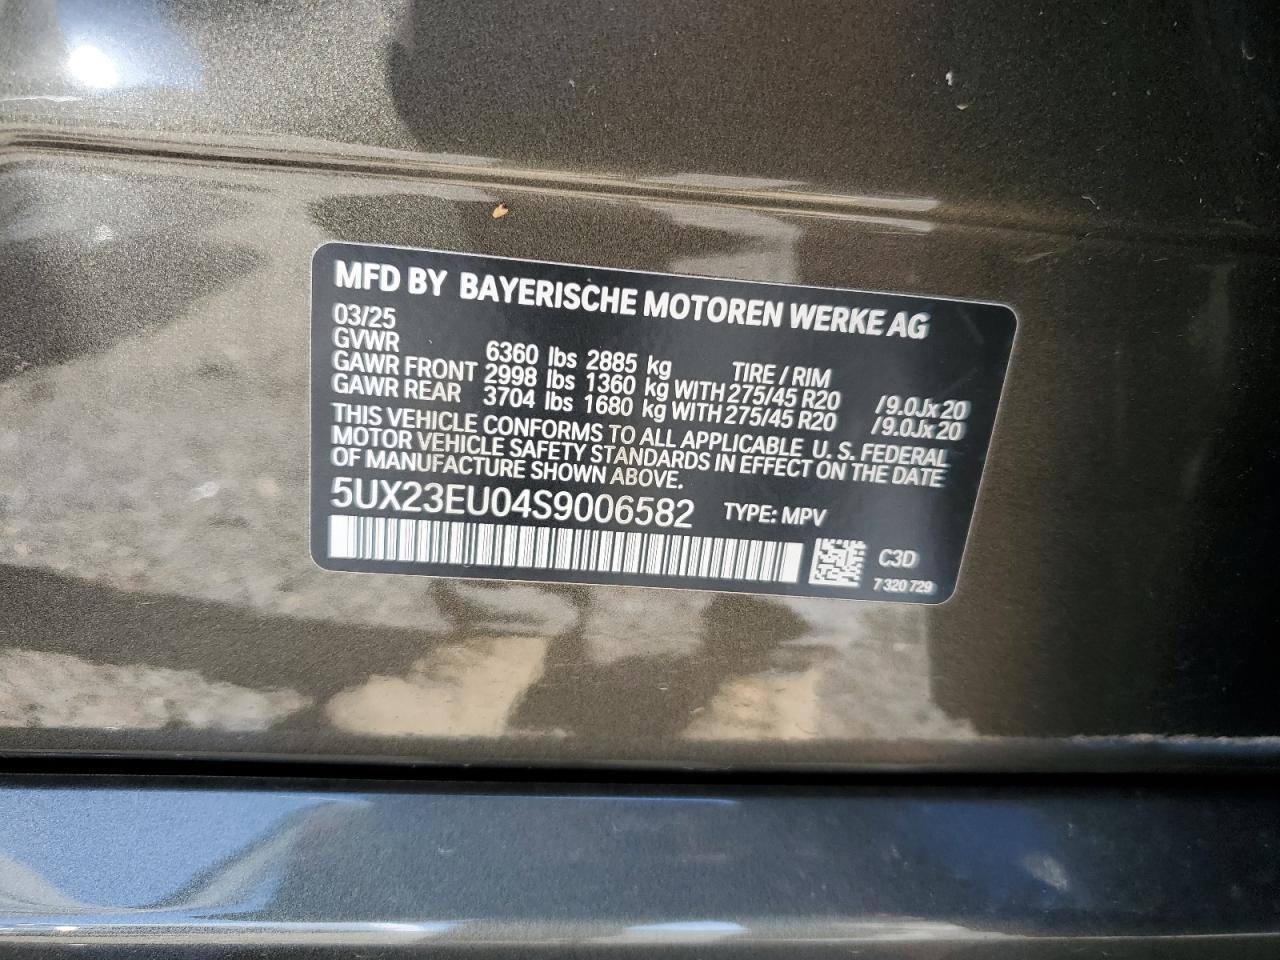 MFD BY BAYERISCHE MOTOREN WERKE AG
03/25
GVWR 6360 lbs 2885 kg TIRE / RIM
GAWR FRONT 2998 lbs 1360 kg WITH 275/45 R20 /9.0Jx20
GAWR REAR 3704 lbs 1680 kg WITH 275/45 R20 /9.0Jx20
THIS VEHICLE CONFORMS TO ALL APPLICABLE U. S. FEDERAL
MOTOR VEHICLE SAFETY STANDARDS IN EFFECT ON THE DATE
OF MANUFACTURE SHOWN ABOVE.
5UX23EU04S9006582 TYPE: MPV
C3D
7 320 729